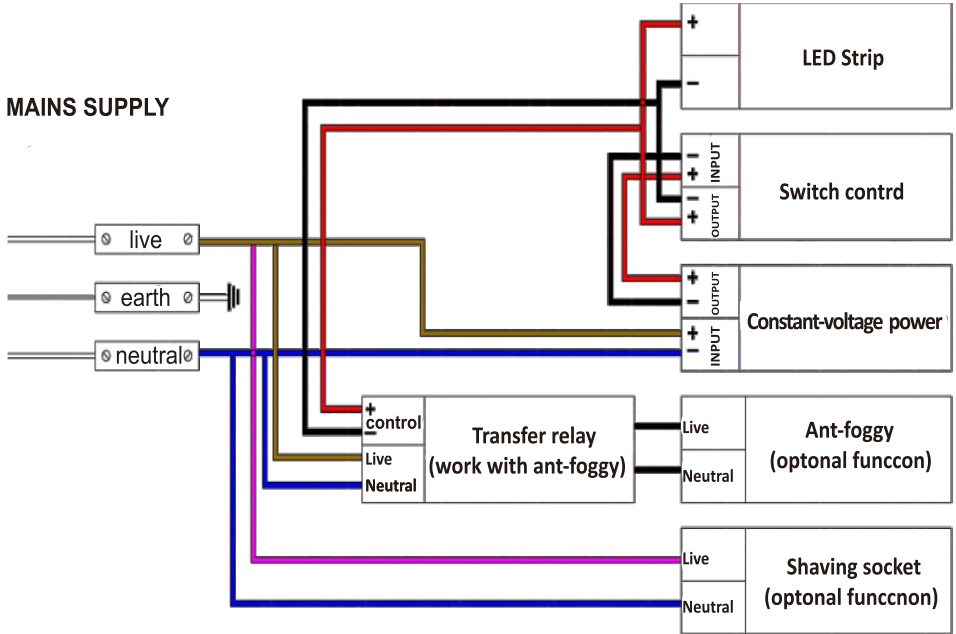 MAINS SUPPLY
live
earth
neutral
+
LED Strip
−
− INPUT
+
Switch contrd
− OUTPUT
+
+ OUTPUT
−
Constant-voltage power
+ INPUT
−
+
control
−
Live
Neutral
Transfer relay
(work with ant-foggy)
Live
Neutral
Ant-foggy
(optonal funccon)
Live
Neutral
Shaving socket
(optonal funccnon)